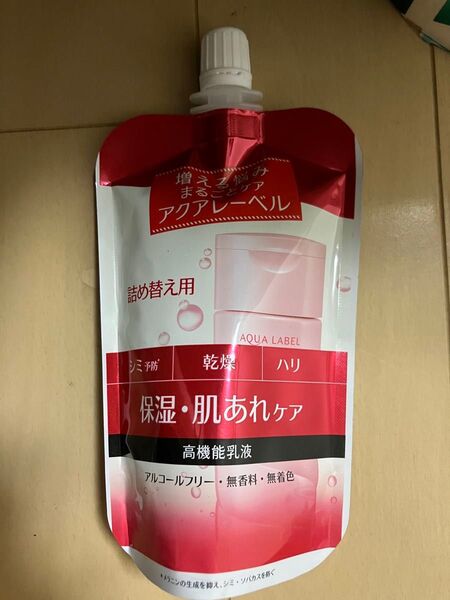 増える悩み
まるごとケア
アクアレーベル
詰め替え用
AQUA LABEL
シミ予防* 乾燥 ハリ
保湿・肌あれケア
高機能乳液
アルコールフリー・無香料・無着色
*メラニンの生成を抑え、シミ・ソバカスを防ぐ